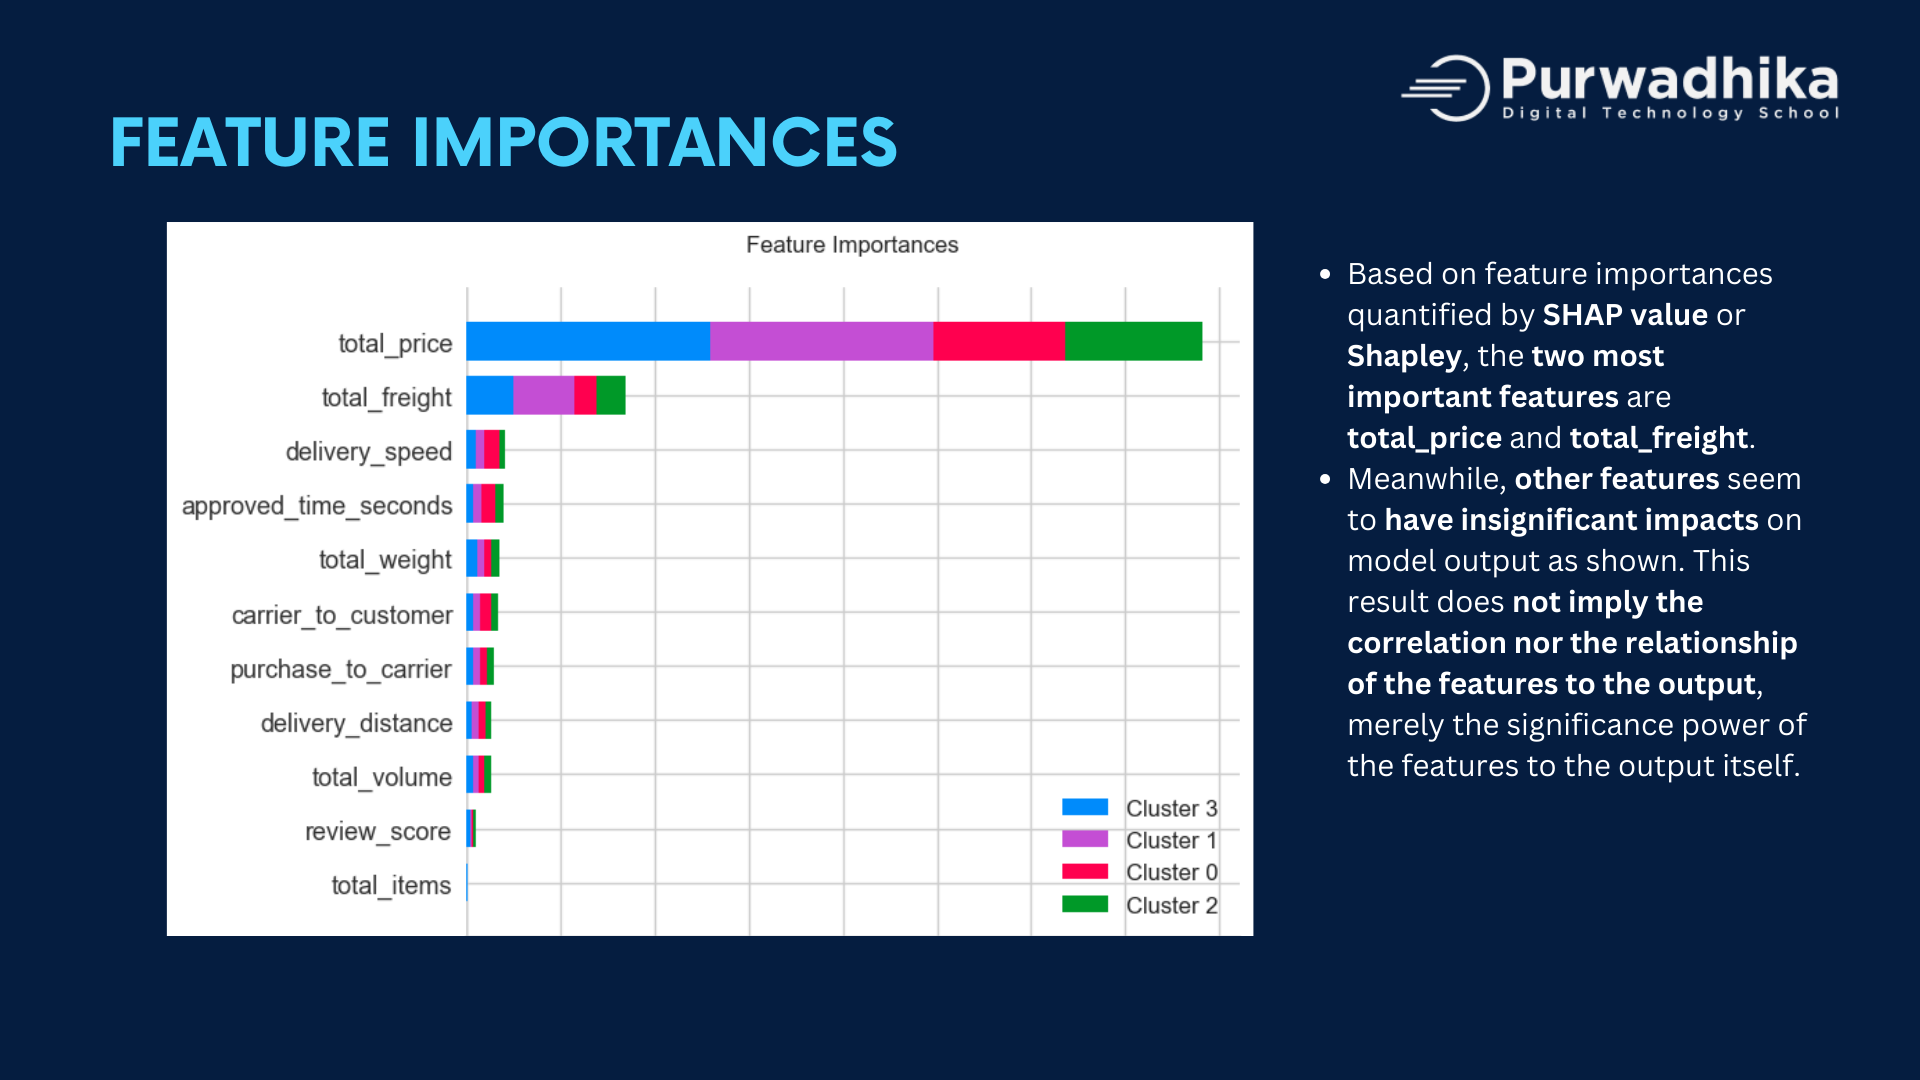 Purwadhika
Digital Technology School
FEATURE IMPORTANCES
Feature Importances
total_price
total_freight
delivery_speed
approved_time_seconds
total_weight
carrier_to_customer
purchase_to_carrier
delivery_distance
total_volume
review_score
total_items
Cluster 3
Cluster 1
Cluster 0
Cluster 2
• Based on feature importances
quantified by SHAP value or
Shapley, the two most
important features are
total_price and total_freight.
• Meanwhile, other features seem
to have insignificant impacts on
model output as shown. This
result does not imply the
correlation nor the relationship
of the features to the output,
merely the significance power of
the features to the output itself.